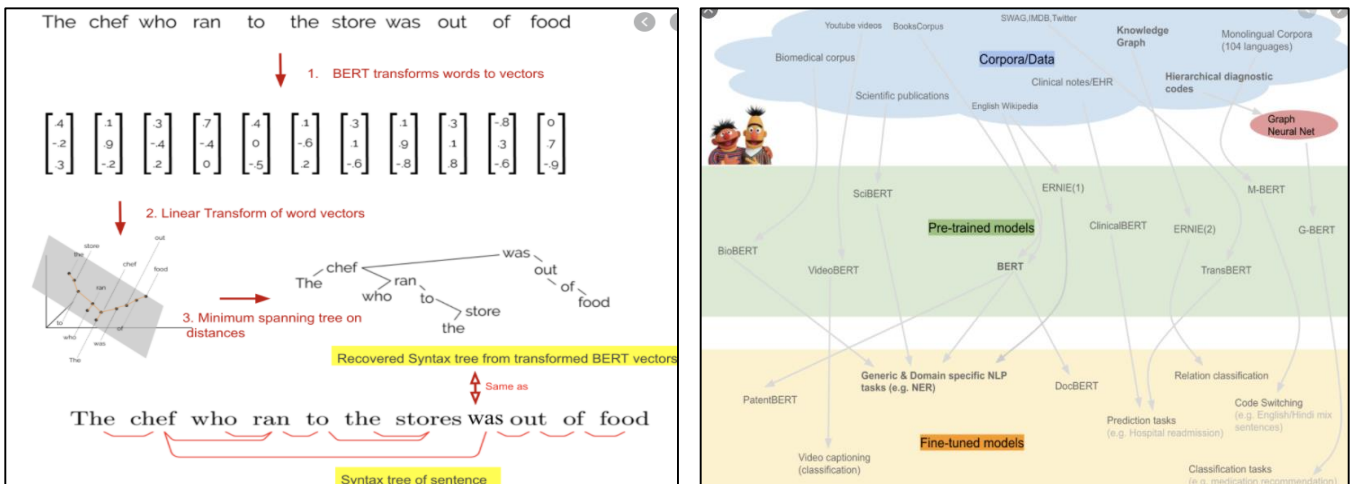 The chef who ran to the store was out of food
1. BERT transforms words to vectors
.4 .1 .3 .7 .4 .1 .3 .1 .3 -.8 0
-.2 .9 -.4 -.4 0 -.6 .1 .9 .1 .3 .7
.3 -.2 .2 0 -.5 .2 -.6 -.8 .8 -.6 -.9
2. Linear Transform of word vectors
out
store
the
chef
food
ran
to
of
who
was
The
3. Minimum spanning tree on
distances
was
chef
out
The
ran
of
who
to
food
store
the
Recovered Syntax tree from transformed BERT vectors
Same as
The chef who ran to the stores was out of food
Syntax tree of sentence
SWAG,IMDB,Twitter
Youtube videos
BooksCorpus
Knowledge
Graph
Monolingual Corpora
(104 languages)
Biomedical corpus
Corpora/Data
Hierarchical diagnostic
codes
Clinical notes/EHR
Scientific publications
English Wikipedia
Graph
Neural Net
SciBERT
ERNIE(1)
M-BERT
Pre-trained models
ClinicalBERT
ERNIE(2)
G-BERT
BioBERT
VideoBERT
BERT
TransBERT
Generic & Domain specific NLP
tasks (e.g. NER)
Relation classification
DocBERT
PatentBERT
Code Switching
(e.g. English/Hindi mix
sentences)
Prediction tasks
(e.g. Hospital readmission)
Fine-tuned models
Video captioning
(classification)
Classification tasks
(e.g. medication recommendation)